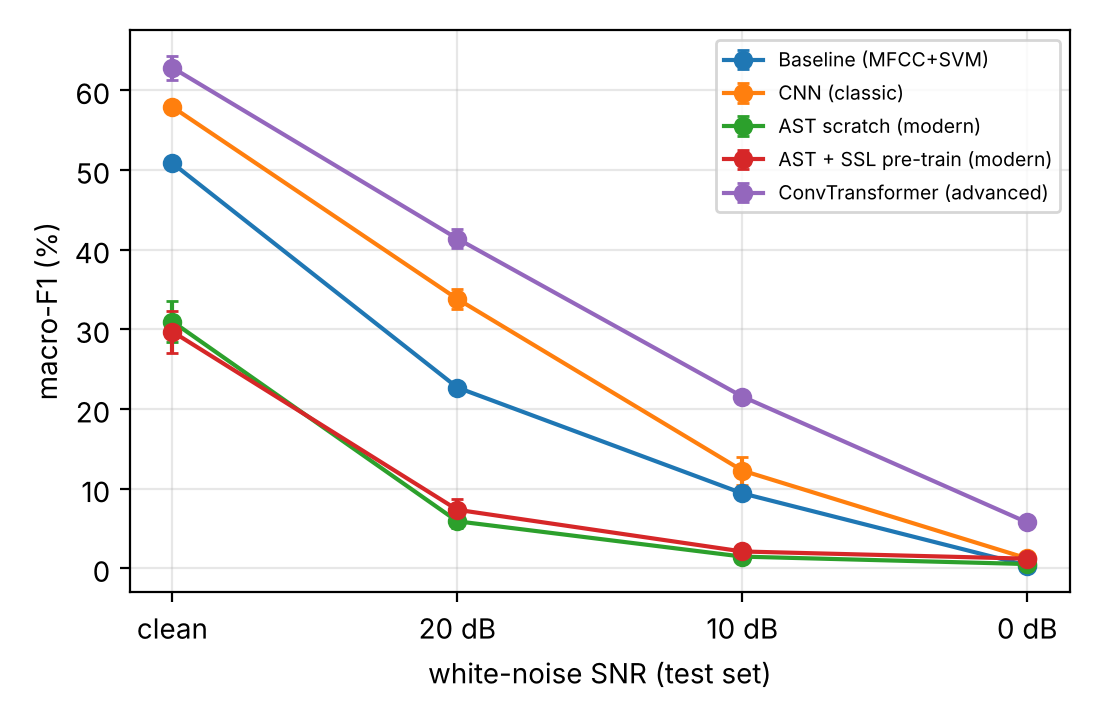 macro-F1 (%)
60
50
40
30
20
10
0
clean
20 dB
10 dB
0 dB
white-noise SNR (test set)
Baseline (MFCC+SVM)
CNN (classic)
AST scratch (modern)
AST + SSL pre-train (modern)
ConvTransformer (advanced)